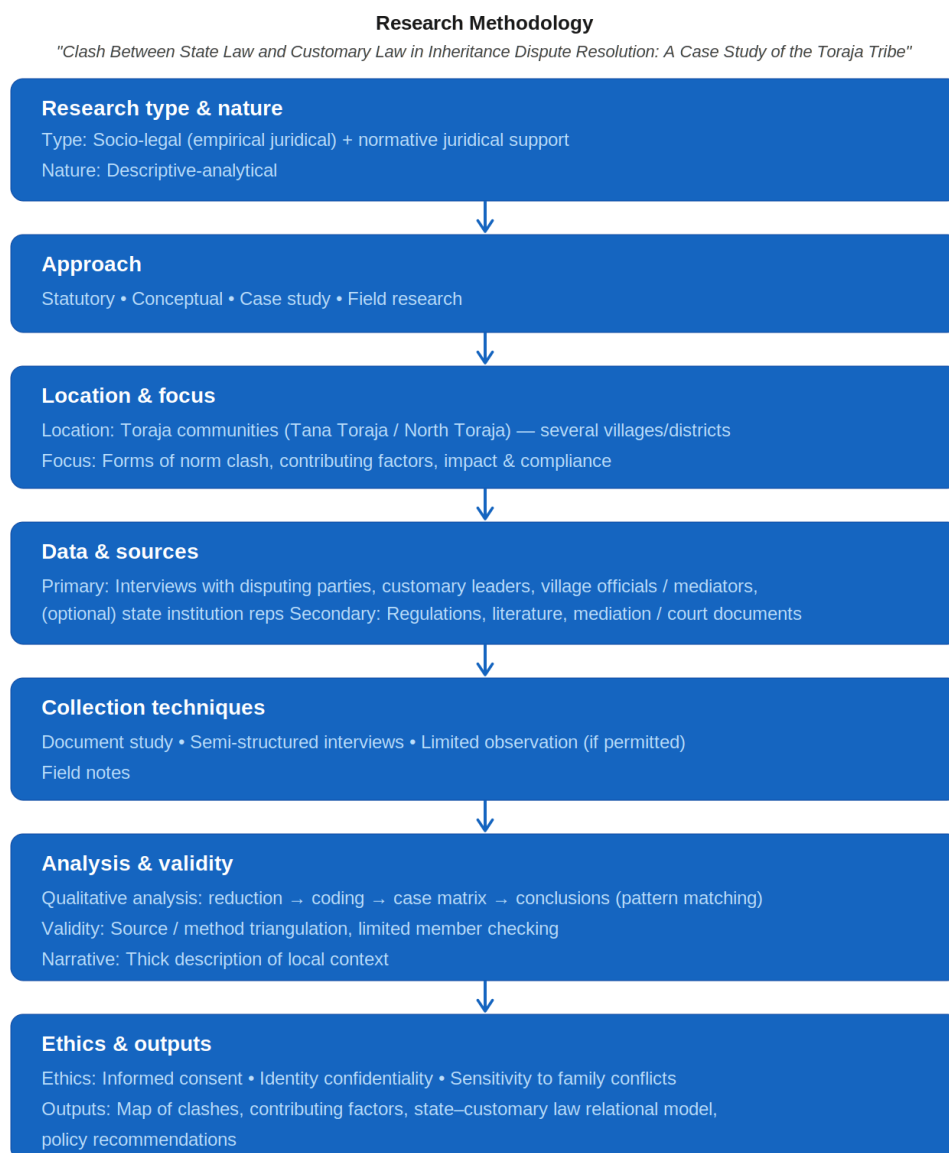 Research Methodology
"Clash Between State Law and Customary Law in Inheritance Dispute Resolution: A Case Study of the Toraja Tribe"
Research type & nature
Type: Socio-legal (empirical juridical) + normative juridical support
Nature: Descriptive-analytical
Approach
Statutory • Conceptual • Case study • Field research
Location & focus
Location: Toraja communities (Tana Toraja / North Toraja) — several villages/districts
Focus: Forms of norm clash, contributing factors, impact & compliance
Data & sources
Primary: Interviews with disputing parties, customary leaders, village officials / mediators,
(optional) state institution reps Secondary: Regulations, literature, mediation / court documents
Collection techniques
Document study • Semi-structured interviews • Limited observation (if permitted)
Field notes
Analysis & validity
Qualitative analysis: reduction → coding → case matrix → conclusions (pattern matching)
Validity: Source / method triangulation, limited member checking
Narrative: Thick description of local context
Ethics & outputs
Ethics: Informed consent • Identity confidentiality • Sensitivity to family conflicts
Outputs: Map of clashes, contributing factors, state–customary law relational model,
policy recommendations